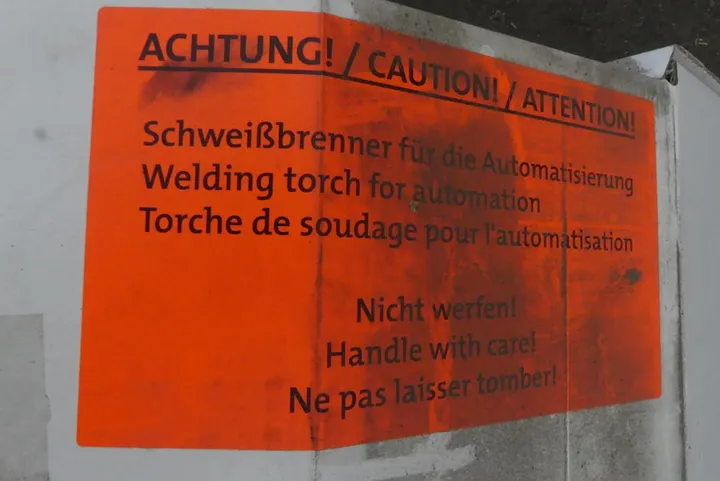 ACHTUNG! / CAUTION! / ATTENTION!
Schweißbrenner für die Automatisierung
Welding torch for automation
Torche de soudage pour l'automatisation
Nicht werfen!
Handle with care!
Ne pas laisser tomber!